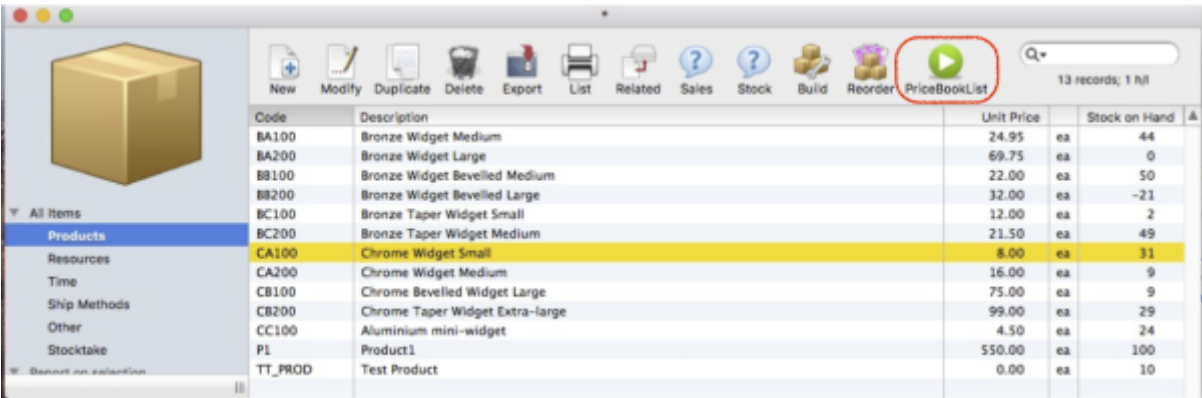 New Modify Duplicate Delete Export List Related Sales Stock Build Reorder PriceBookList
13 records; 1 h/l
Code Description Unit Price Stock on Hand
BA100 Bronze Widget Medium 24.95 ea 44
BA200 Bronze Widget Large 69.75 ea 0
BB100 Bronze Widget Bevelled Medium 22.00 ea 50
BB200 Bronze Widget Bevelled Large 32.00 ea -21
BC100 Bronze Taper Widget Small 12.00 ea 2
BC200 Bronze Taper Widget Medium 21.50 ea 49
CA100 Chrome Widget Small 8.00 ea 31
CA200 Chrome Widget Medium 16.00 ea 9
CB100 Chrome Bevelled Widget Large 75.00 ea 9
CB200 Chrome Taper Widget Extra-large 99.00 ea 29
CC100 Aluminium mini-widget 4.50 ea 24
P1 Product1 550.00 ea 100
TT_PROD Test Product 0.00 ea 10
All Items
Products
Resources
Time
Ship Methods
Other
Stocktake
Report on selection